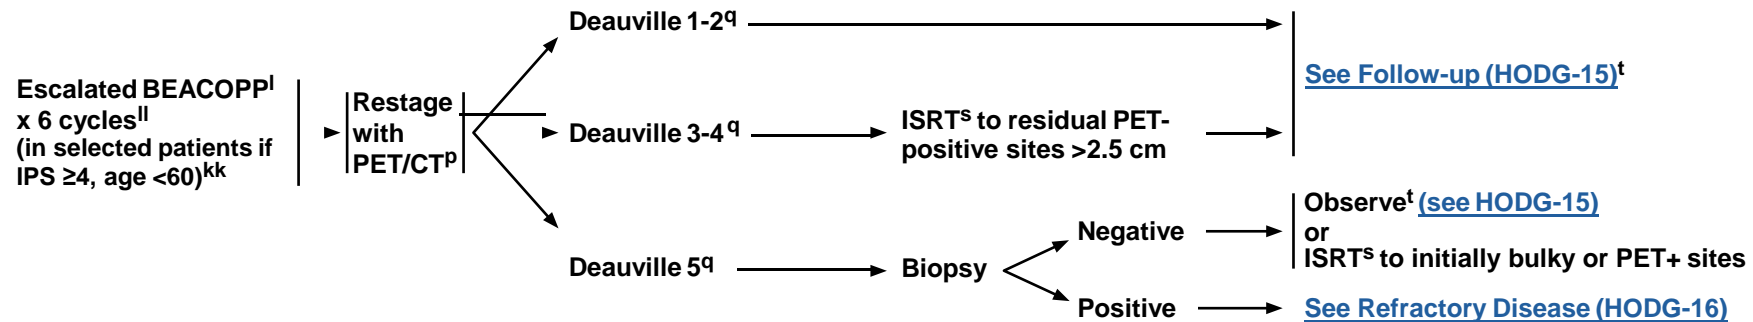 Deauville 1-2q
Escalated BEACOPPl
x 6 cyclesll
(in selected patients if
IPS ≥4, age <60)kk
Restage
with
PET/CTp
Deauville 3-4 q
ISRTs to residual PET-
positive sites >2.5 cm
See Follow-up (HODG-15)t
Deauville 5q
Biopsy
Negative
Observet (see HODG-15)
or
ISRTs to initially bulky or PET+ sites
Positive
See Refractory Disease (HODG-16)